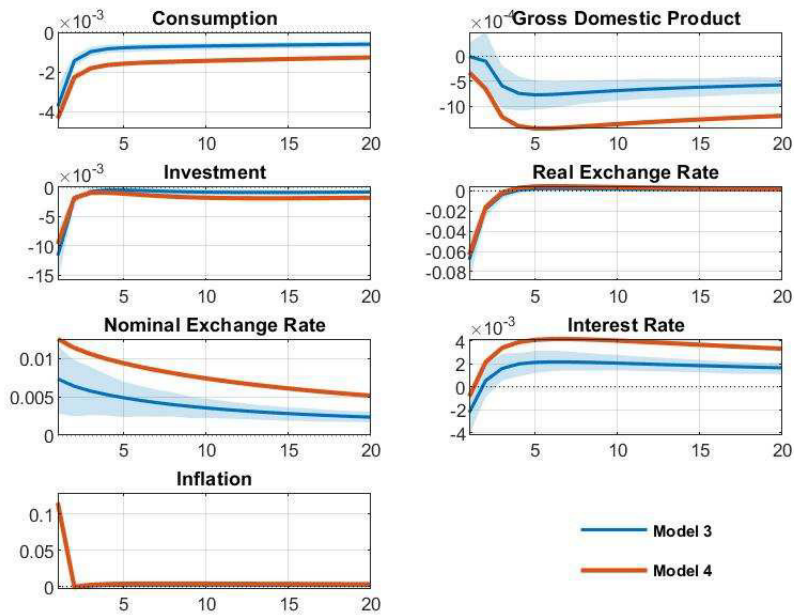 ×10⁻³ Consumption
0
-2
-4
5 10 15 20
×10⁻⁴ Gross Domestic Product
0
-5
-10
5 10 15 20
×10⁻³ Investment
0
-5
-10
-15
5 10 15 20
Real Exchange Rate
0
-0.02
-0.04
-0.06
-0.08
5 10 15 20
Nominal Exchange Rate
0.01
0.005
0
5 10 15 20
×10⁻³ Interest Rate
4
2
0
-2
-4
5 10 15 20
Inflation
0.1
0.05
0
5 10 15 20
Model 3
Model 4